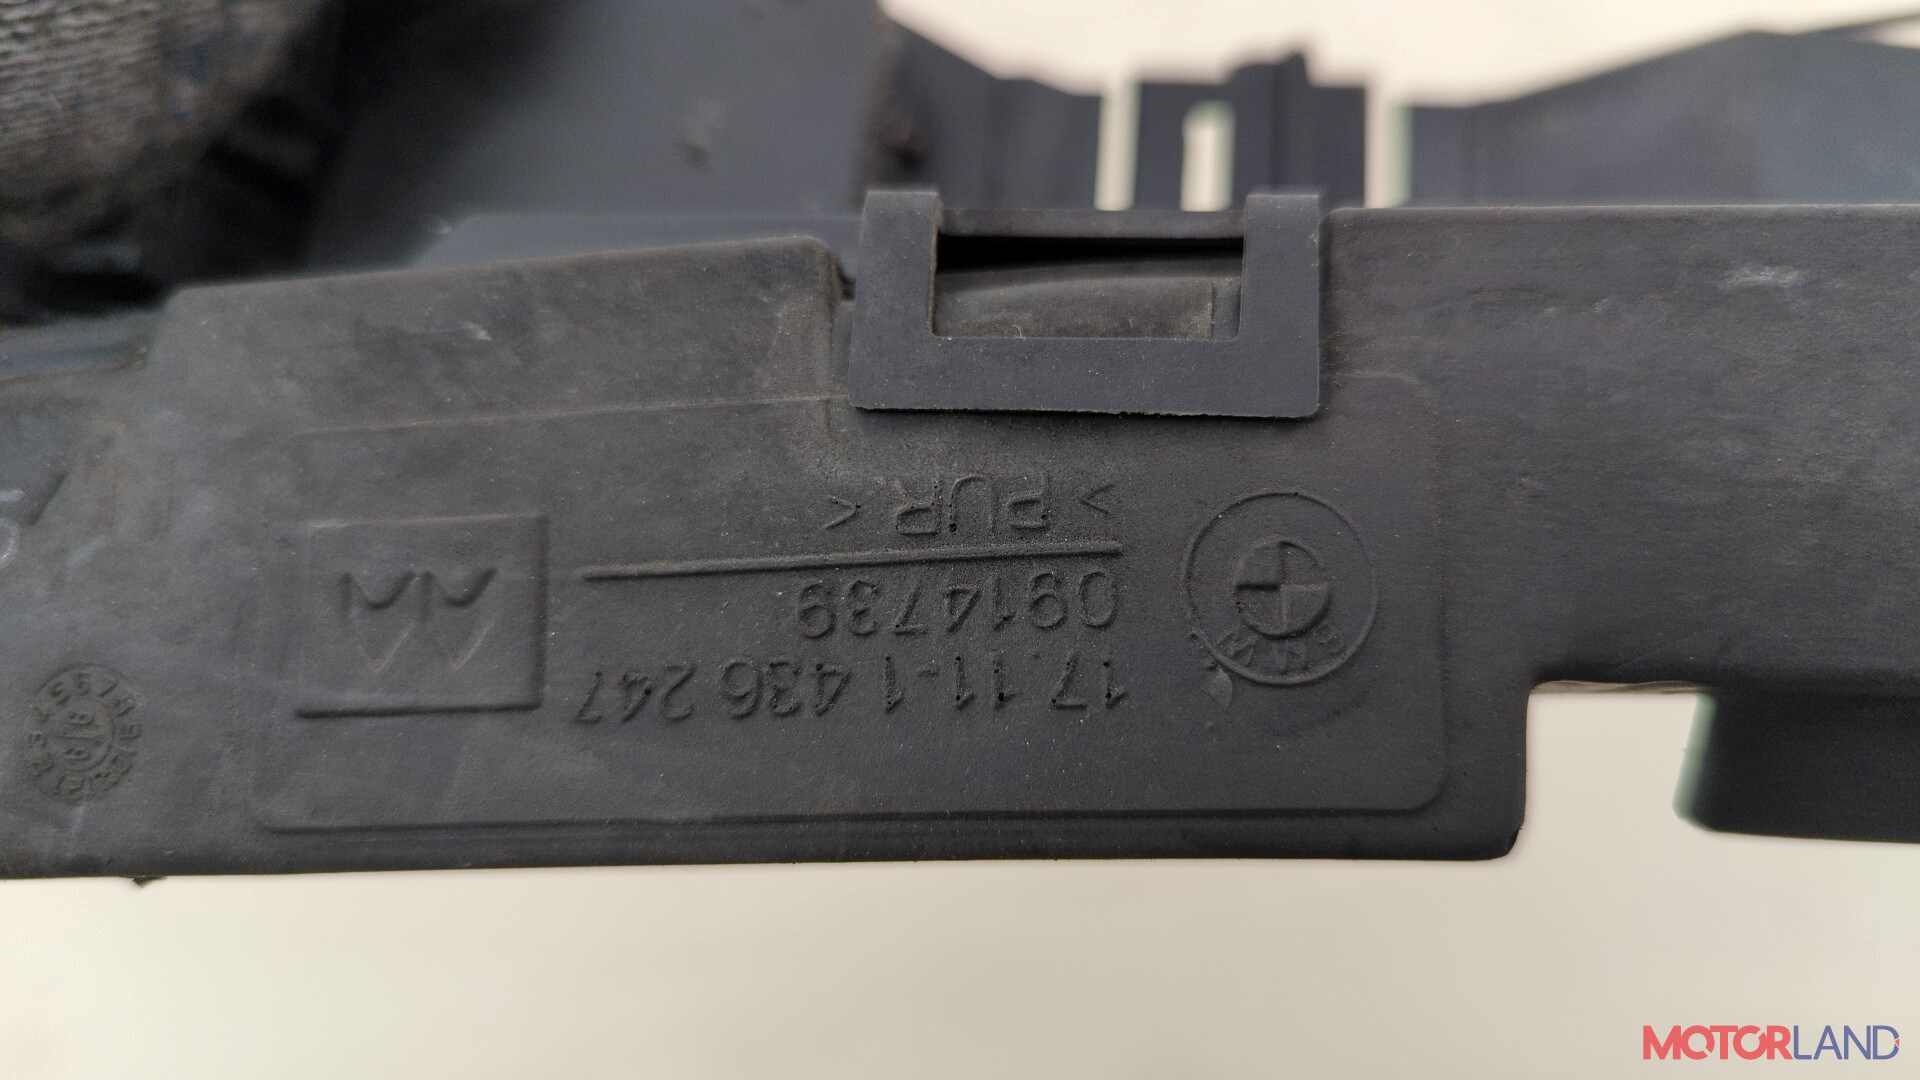 17.11-1 436 247
0914739
>PUR<
BMW
MOTORLAND